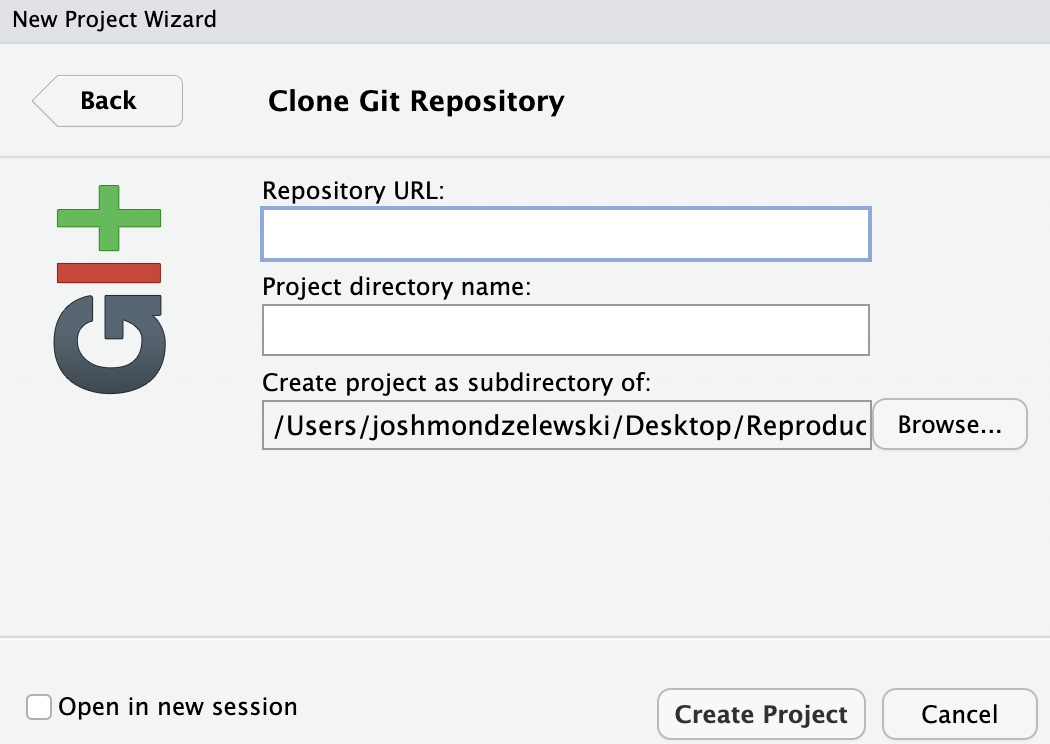 New Project Wizard
Back
Clone Git Repository
GIt
Repository URL:
Project directory name:
Create project as subdirectory of:
/Users/joshmondzelewski/Desktop/Reproduc
Browse...
Open in new session
Create Project
Cancel